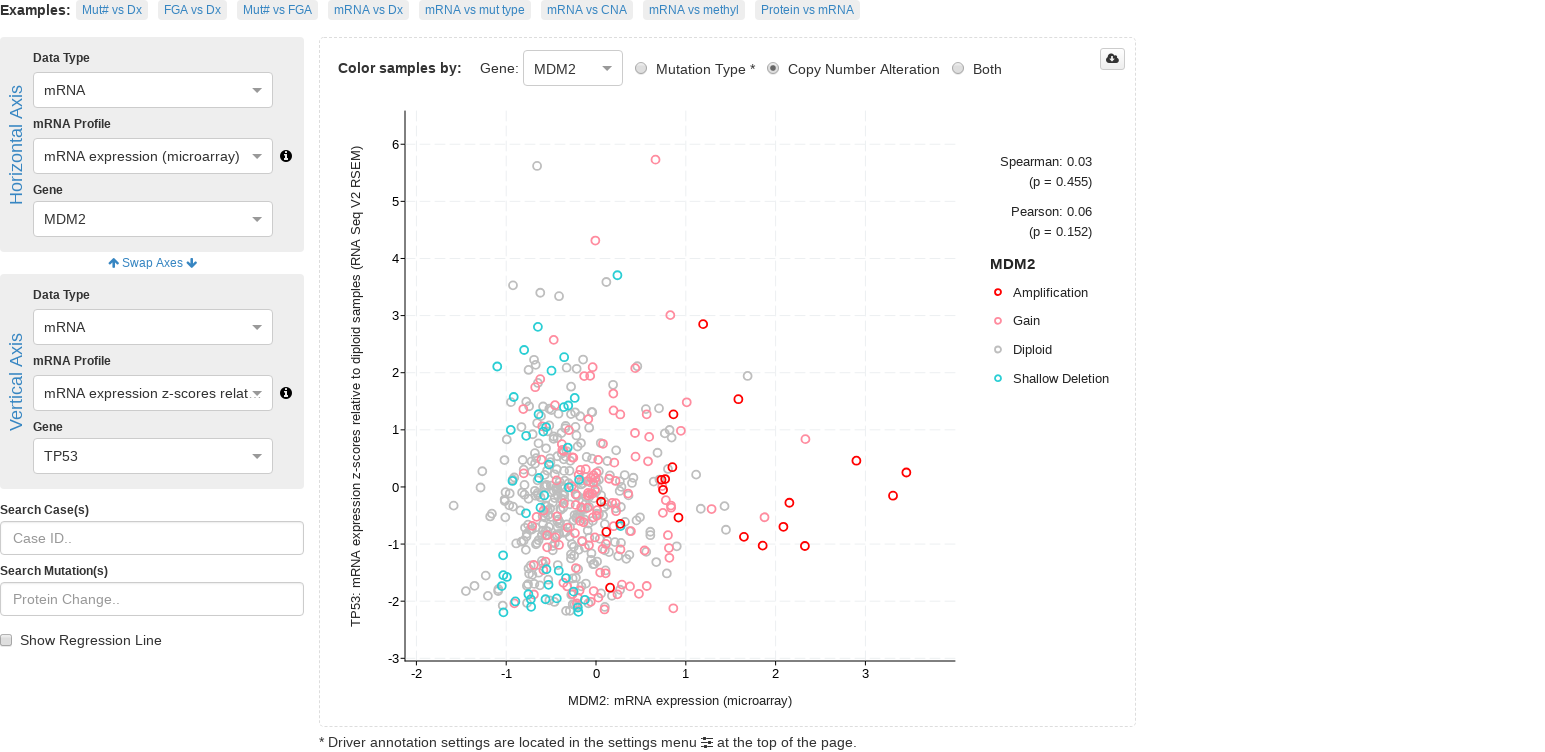 Examples: Mut# vs Dx FGA vs Dx Mut# vs FGA mRNA vs Dx mRNA vs mut type mRNA vs CNA mRNA vs methyl Protein vs mRNA
Horizontal Axis
Data Type
mRNA
mRNA Profile
mRNA expression (microarray)
Gene
MDM2
Swap Axes
Vertical Axis
Data Type
mRNA
mRNA Profile
mRNA expression z-scores relat...
Gene
TP53
Search Case(s)
Case ID..
Search Mutation(s)
Protein Change..
Show Regression Line
Color samples by: Gene: MDM2 Mutation Type * Copy Number Alteration Both
TP53: mRNA expression z-scores relative to diploid samples (RNA Seq V2 RSEM)
6
5
4
3
2
1
0
-1
-2
-3
-2 -1 0 1 2 3
MDM2: mRNA expression (microarray)
Spearman: 0.03
(p = 0.455)
Pearson: 0.06
(p = 0.152)
MDM2
Amplification
Gain
Diploid
Shallow Deletion
* Driver annotation settings are located in the settings menu at the top of the page.